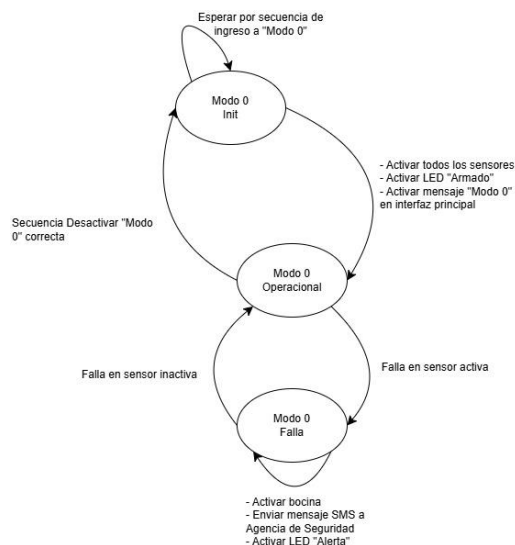 Esperar por secuencia de
ingreso a "Modo 0"
Modo 0
Init
- Activar todos los sensores
- Activar LED "Armado"
- Activar mensaje "Modo 0"
en interfaz principal
Secuencia Desactivar "Modo
0" correcta
Modo 0
Operacional
Falla en sensor inactiva
Falla en sensor activa
Modo 0
Falla
- Activar bocina
- Enviar mensaje SMS a
Agencia de Seguridad
- Activar LED "Alerta"